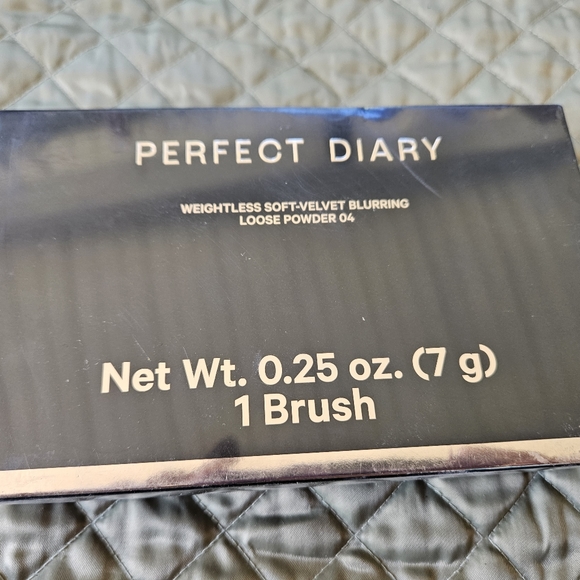 PERFECT DIARY
WEIGHTLESS SOFT-VELVET BLURRING
LOOSE POWDER 04
Net Wt. 0.25 oz. (7 g)
1 Brush